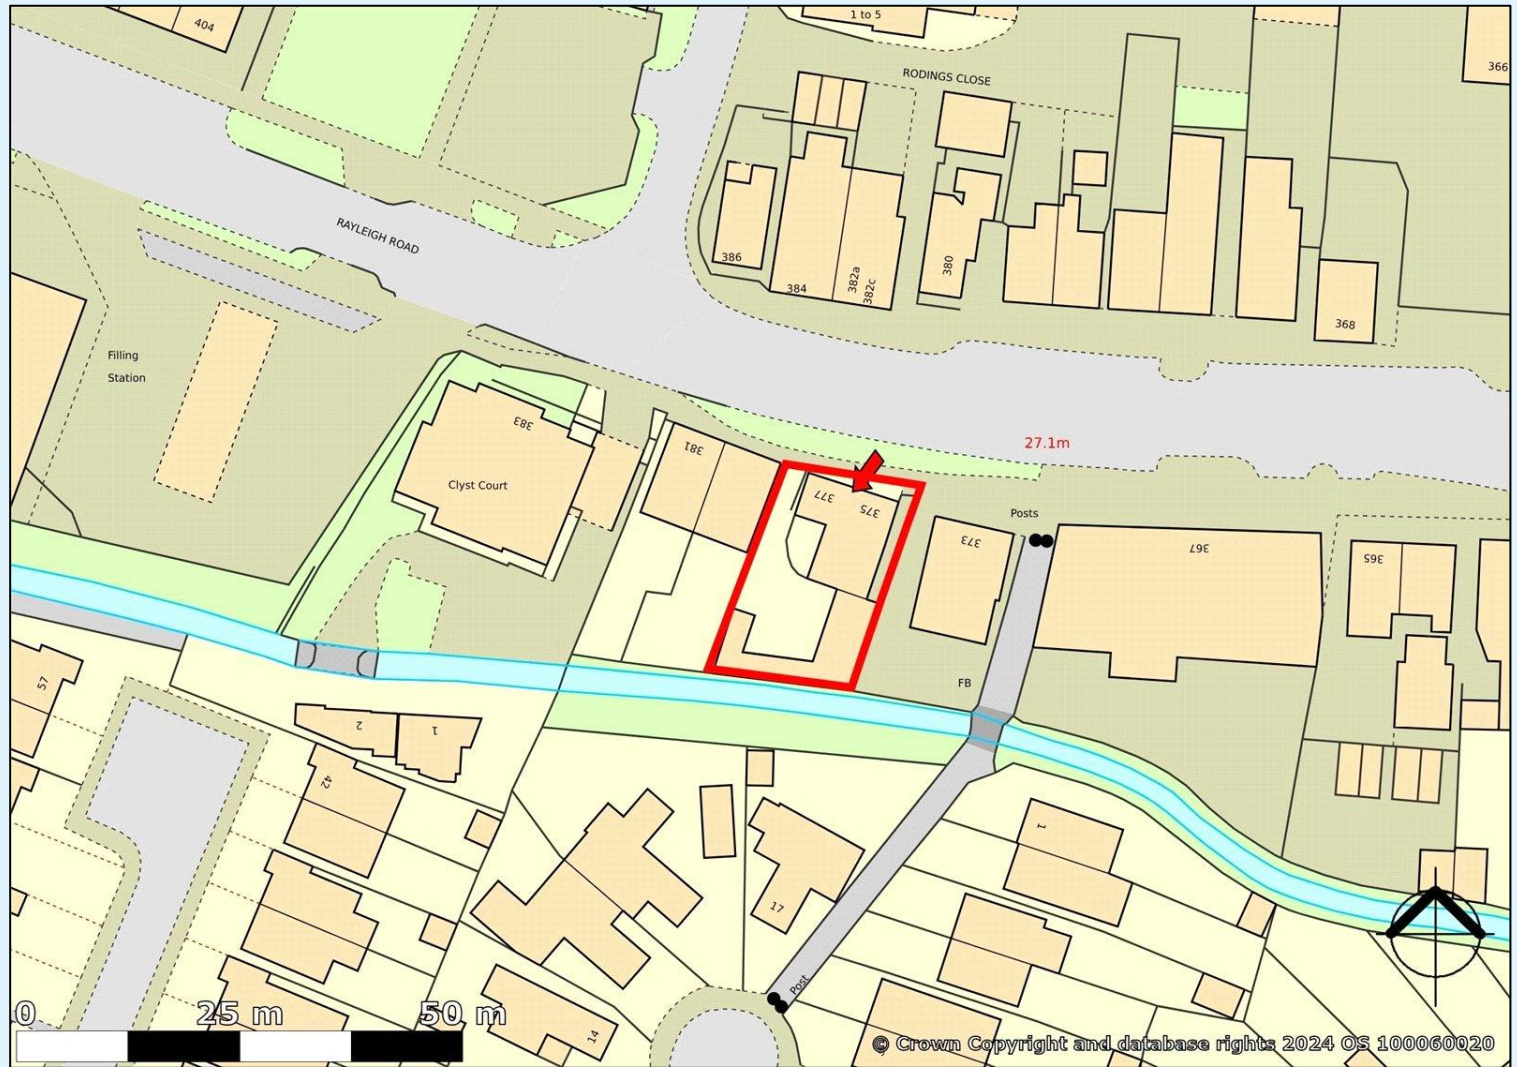 404
1 to 5
366
RODINGS CLOSE
RAYLEIGH ROAD
386
384
382a
382c
380
368
Filling
Station
383
381
27.1m
Clyst Court
377
375
Posts
373
367
365
FB
57
2
1
42
1
17
Post
14
0 25 m 50 m
© Crown Copyright and database rights 2024 OS 100060020